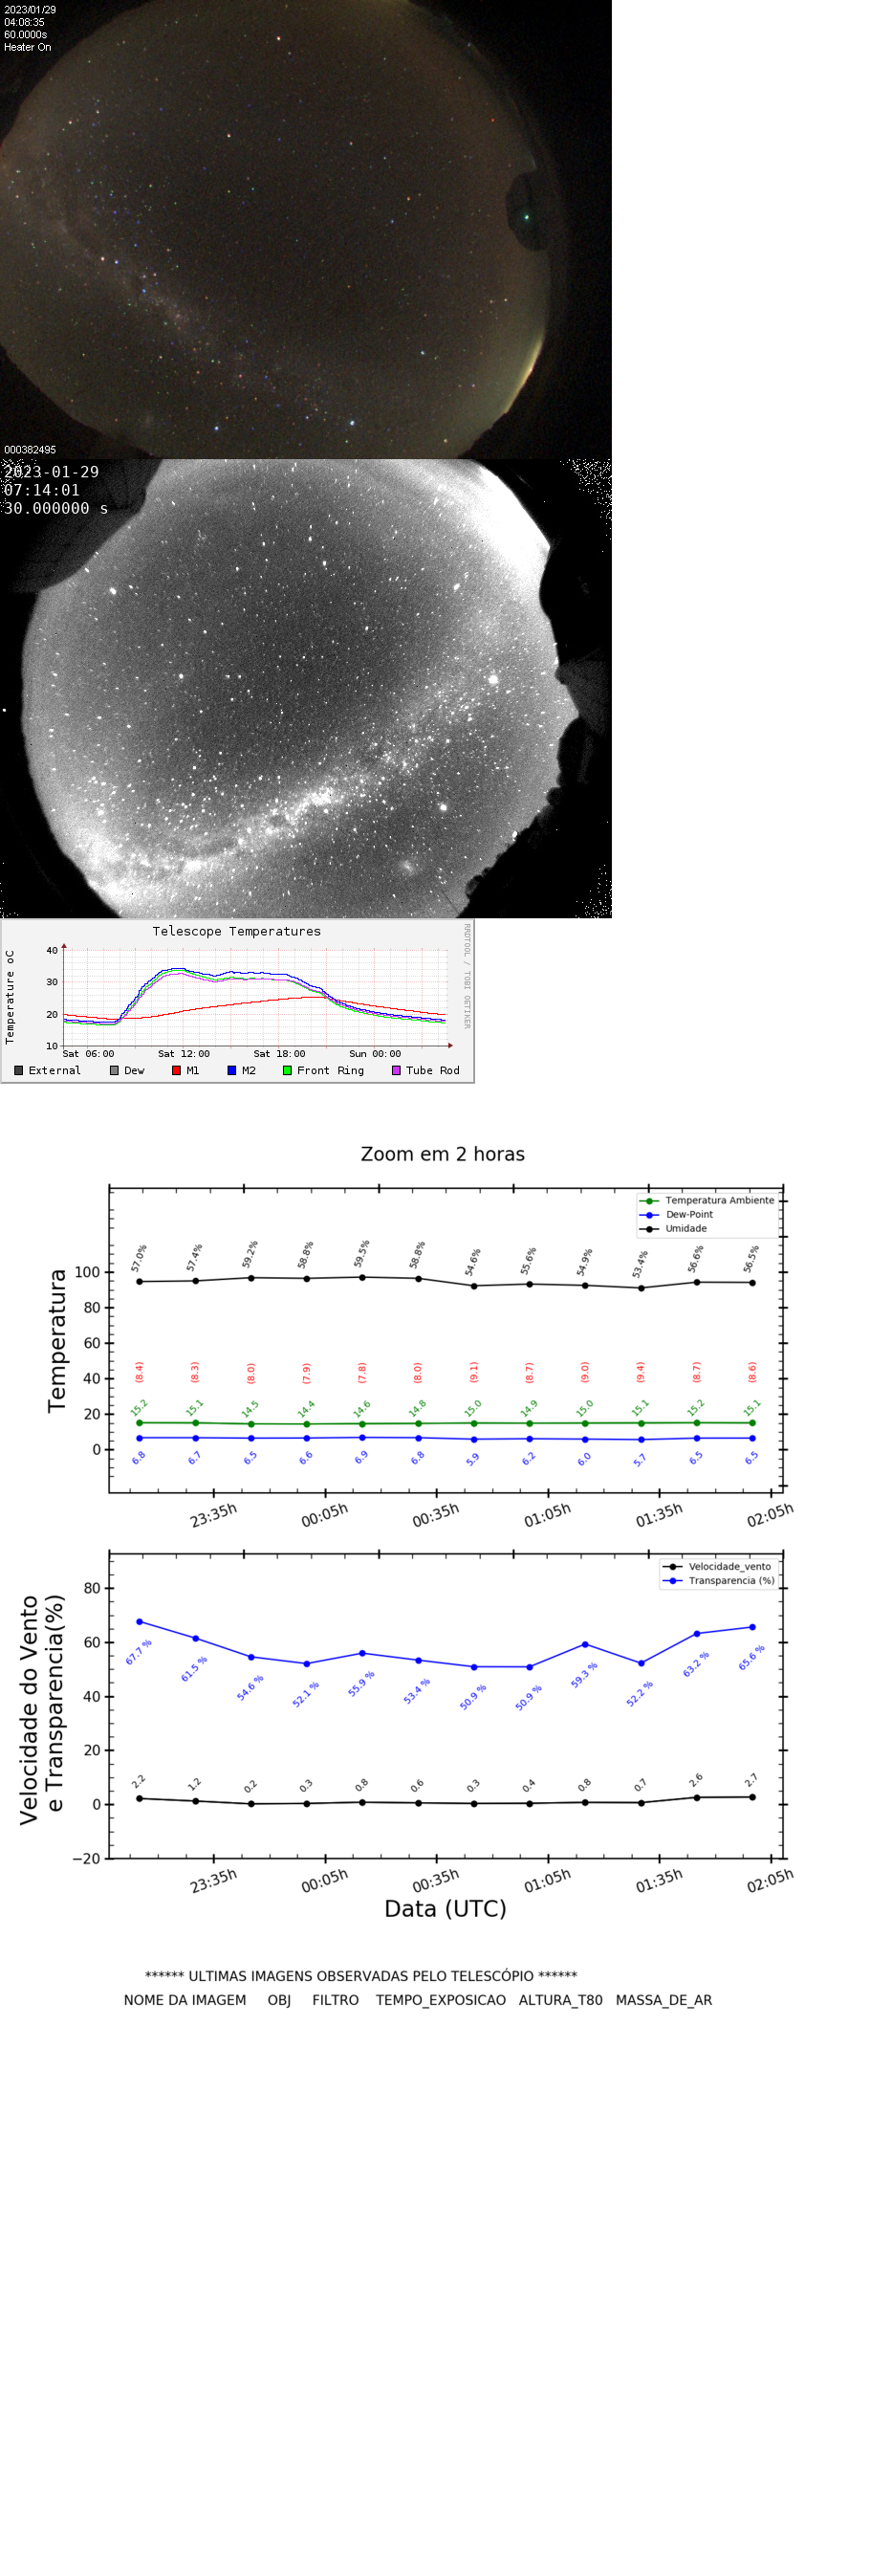 2023/01/29
04:08:35
60.0000s
Heater On
000382495
2023-01-29
07:14:01
30.000000 s
Telescope Temperatures
RRDTOOL / TOBI OETIKER
Temperature oC
40
30
20
10
Sat 06:00 Sat 12:00 Sat 18:00 Sun 00:00
External Dew M1 M2 Front Ring Tube Rod
Zoom em 2 horas
Temperatura Ambiente
Dew-Point
Umidade
Temperatura
100
80
60
40
20
0
57.0% 57.4% 59.2% 58.8% 59.5% 58.8% 54.6% 55.6% 54.9% 53.4% 56.6% 56.5%
(8.4) (8.3) (8.0) (7.9) (7.8) (8.0) (9.1) (8.7) (9.0) (9.4) (8.7) (8.6)
15.2 15.1 14.5 14.4 14.6 14.8 15.0 14.9 15.0 15.1 15.2 15.1
6.8 6.7 6.5 6.6 6.9 6.8 5.9 6.2 6.0 5.7 6.5 6.5
23:35h 00:05h 00:35h 01:05h 01:35h 02:05h
Velocidade_vento
Transparencia (%)
Velocidade do Vento
e Transparencia(%)
80
60
40
20
0
−20
67.7 % 61.5 % 54.6 % 52.1 % 55.9 % 53.4 % 50.9 % 50.9 % 59.3 % 52.2 % 63.2 % 65.6 %
2.2 1.2 0.2 0.3 0.8 0.6 0.3 0.4 0.8 0.7 2.6 2.7
23:35h 00:05h 00:35h 01:05h 01:35h 02:05h
Data (UTC)
****** ULTIMAS IMAGENS OBSERVADAS PELO TELESCÓPIO ******
NOME DA IMAGEM OBJ FILTRO TEMPO_EXPOSICAO ALTURA_T80 MASSA_DE_AR